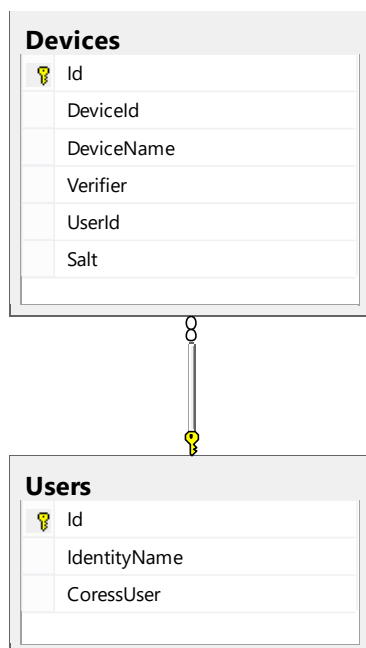 Devices
Id
DeviceId
DeviceName
Verifier
UserId
Salt
Users
Id
IdentityName
CoressUser